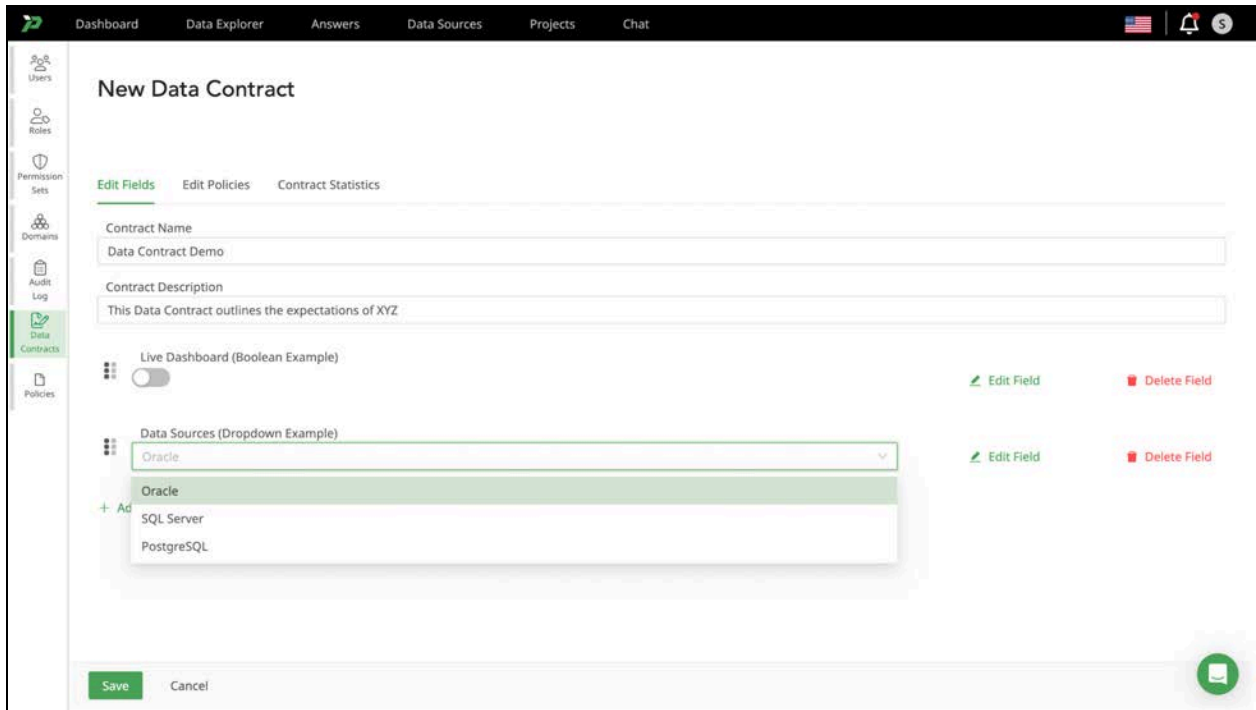 Dashboard Data Explorer Answers Data Sources Projects Chat S
Users
Roles
Permission
Sets
Domains
Audit
Log
Data
Contracts
Policies
New Data Contract
Edit Fields Edit Policies Contract Statistics
Contract Name
Data Contract Demo
Contract Description
This Data Contract outlines the expectations of XYZ
Live Dashboard (Boolean Example)
Edit Field Delete Field
Data Sources (Dropdown Example)
Oracle Edit Field Delete Field
Oracle
+ Ad
SQL Server
PostgreSQL
Save Cancel